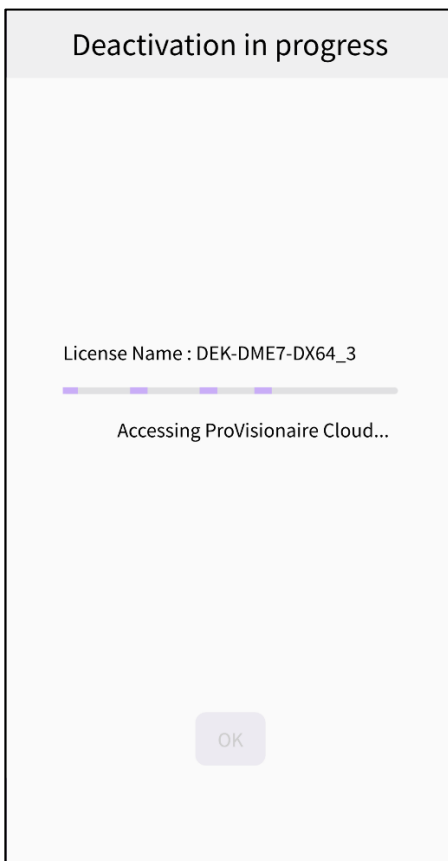 Deactivation in progress
License Name : DEK-DME7-DX64_3
Accessing ProVisionaire Cloud...
OK